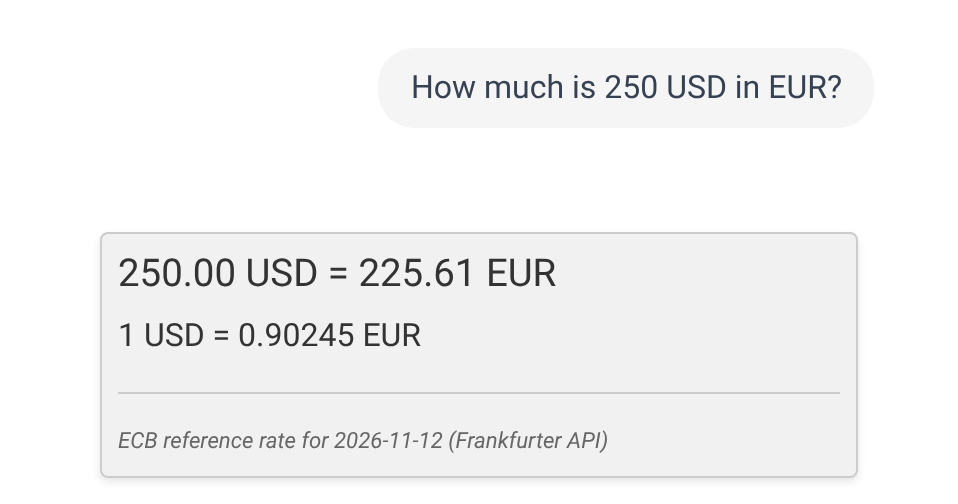 How much is 250 USD in EUR?
250.00 USD = 225.61 EUR
1 USD = 0.90245 EUR
ECB reference rate for 2026-11-12 (Frankfurter API)